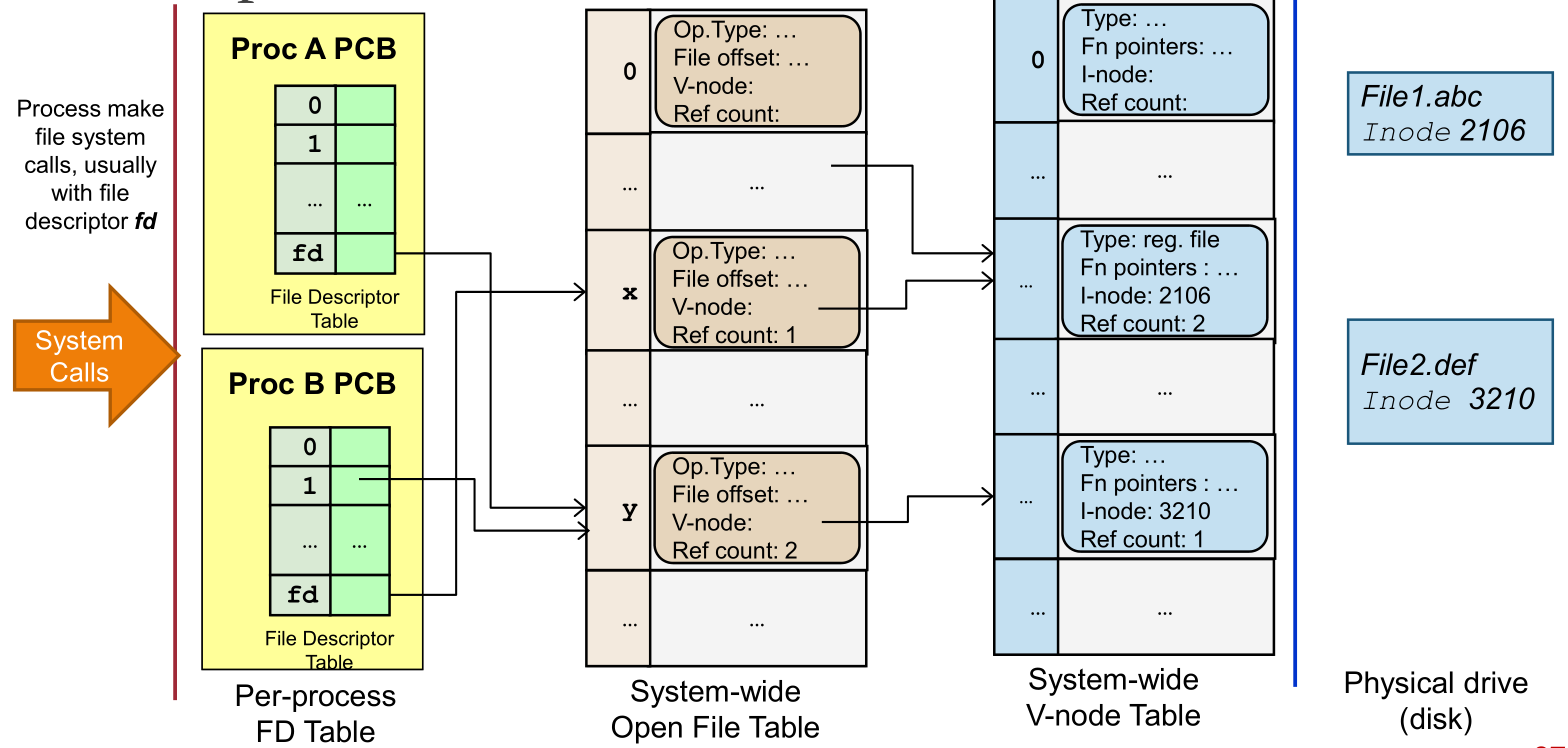 Process make
file system
calls, usually
with file
descriptor fd
System
Calls
Proc A PCB
0
1
... ...
fd
File Descriptor
Table
Proc B PCB
0
1
... ...
fd
File Descriptor
Table
Per-process
FD Table
0
Op.Type: …
File offset: …
V-node:
Ref count:
... ...
x
Op.Type: …
File offset: …
V-node:
Ref count: 1
... ...
y
Op.Type: …
File offset: …
V-node:
Ref count: 2
... ...
System-wide
Open File Table
0
Type: …
Fn pointers: …
I-node:
Ref count:
... ...
...
Type: reg. file
Fn pointers : …
I-node: 2106
Ref count: 2
... ...
...
Type: …
Fn pointers : …
I-node: 3210
Ref count: 1
... ...
System-wide
V-node Table
File1.abc
Inode 2106
File2.def
Inode 3210
Physical drive
(disk)